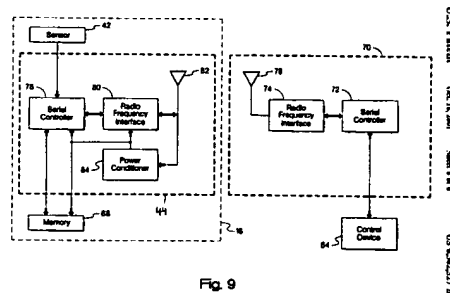 Sensor
42
70
78
80
82
Serial
Controller
Radio
Frequency
Interface
76
74
72
Radio
Frequency
Interface
Serial
Controller
Power
Conditioner
84
44
Memory
68
16
Control
Device
64
Fig. 9